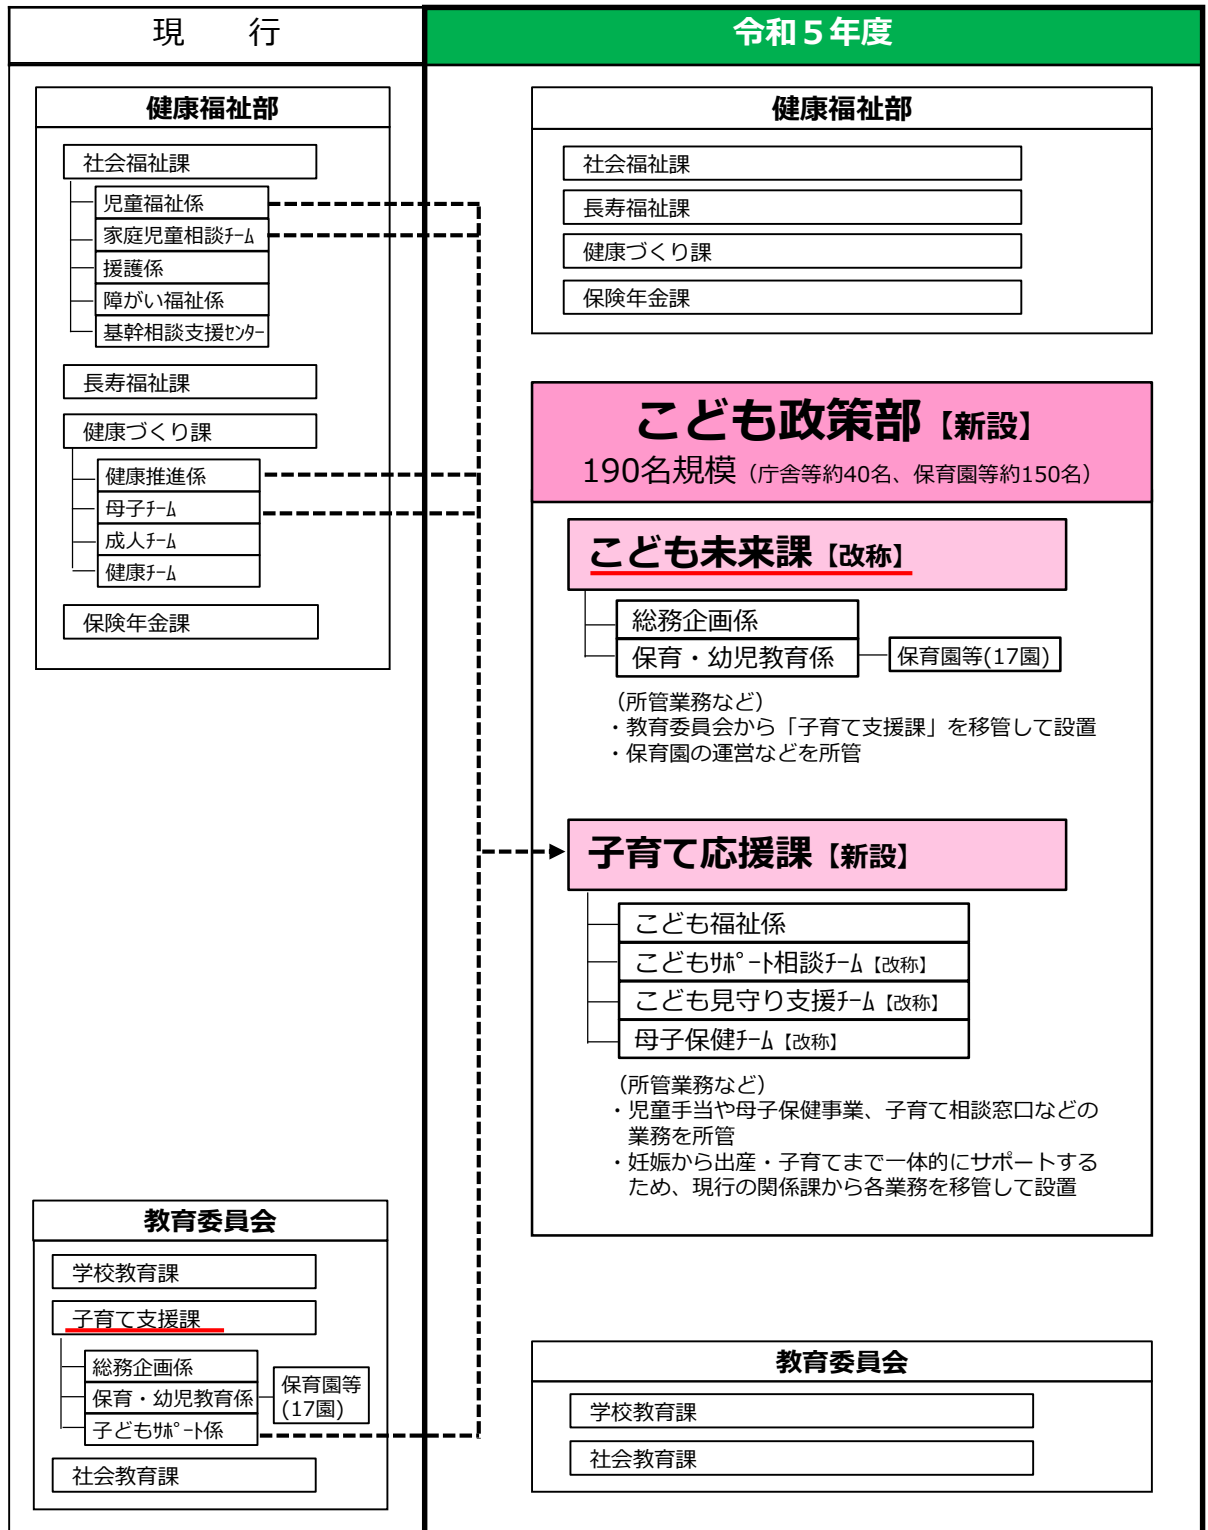 現　行
健康福祉部
社会福祉課
児童福祉係
家庭児童相談ﾁｰﾑ
援護係
障がい福祉係
基幹相談支援ｾﾝﾀｰ
長寿福祉課
健康づくり課
健康推進係
母子ﾁｰﾑ
成人ﾁｰﾑ
健康ﾁｰﾑ
保険年金課
教育委員会
学校教育課
子育て支援課
総務企画係
保育・幼児教育係
保育園等
(17園)
子どもｻﾎﾟｰﾄ係
社会教育課
令和５年度
健康福祉部
社会福祉課
長寿福祉課
健康づくり課
保険年金課
こども政策部【新設】
190名規模（庁舎等約40名、保育園等約150名）
こども未来課【改称】
総務企画係
保育・幼児教育係
保育園等(17園)
（所管業務など）
・教育委員会から「子育て支援課」を移管して設置
・保育園の運営などを所管
子育て応援課【新設】
こども福祉係
こどもｻﾎﾟｰﾄ相談ﾁｰﾑ【改称】
こども見守り支援ﾁｰﾑ【改称】
母子保健ﾁｰﾑ【改称】
（所管業務など）
・児童手当や母子保健事業、子育て相談窓口などの
業務を所管
・妊娠から出産・子育てまで一体的にサポートする
ため、現行の関係課から各業務を移管して設置
教育委員会
学校教育課
社会教育課